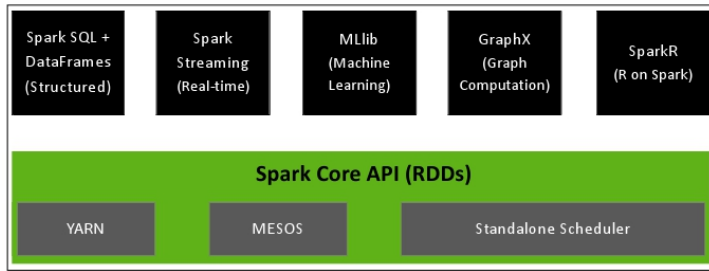 Spark SQL +
DataFrames
(Structured)
Spark
Streaming
(Real-time)
MLlib
(Machine
Learning)
GraphX
(Graph
Computation)
SparkR
(R on Spark)
Spark Core API (RDDs)
YARN
MESOS
Standalone Scheduler